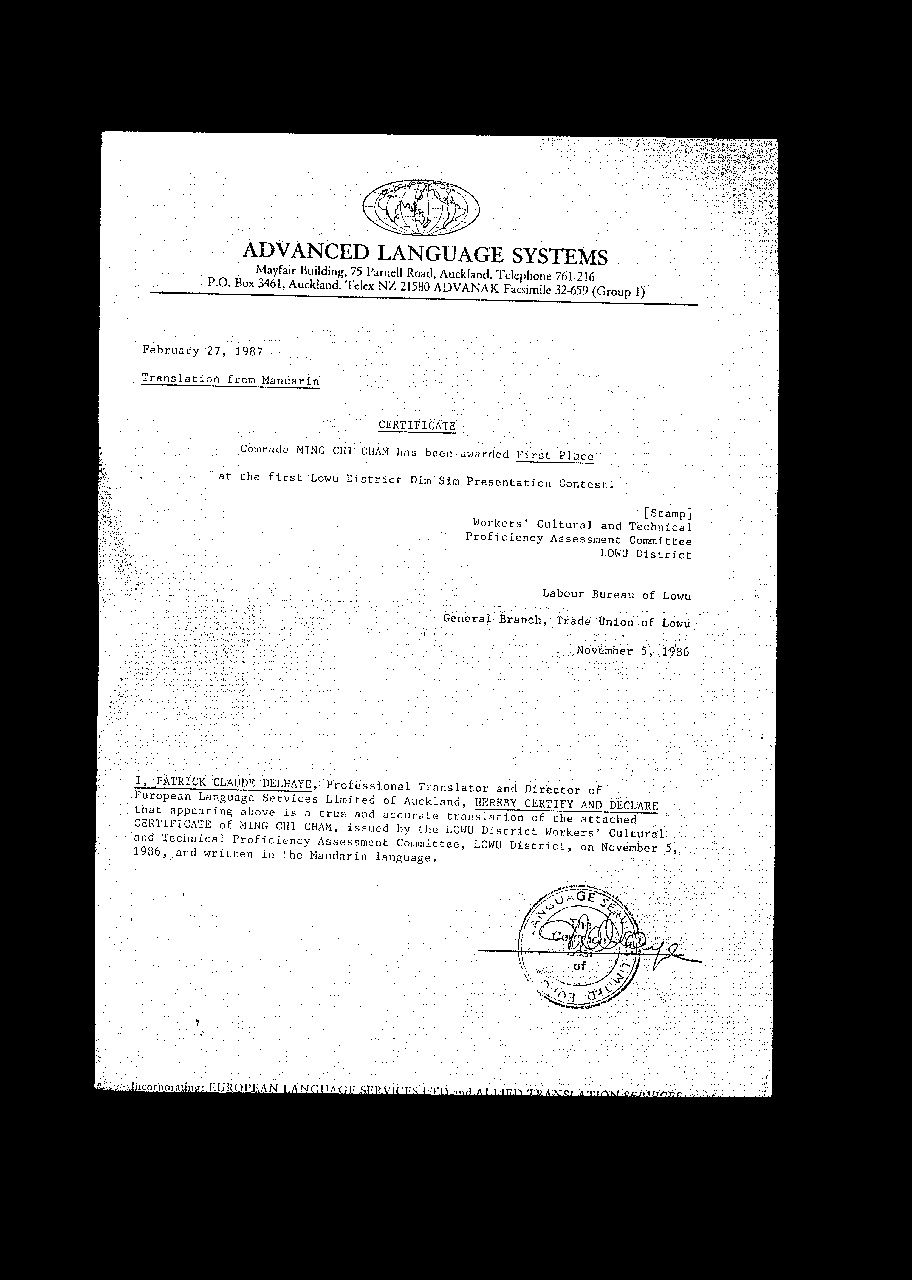 ADVANCED LANGUAGE SYSTEMS
Mayfair Building, 75 Parnell Road, Auckland. Telephone 761-216
P.O. Box 3461, Auckland. Telex NZ 21580 ADVANAK Facsimile 32-659 (Group 1)
February 27, 1987
Translation from Mandarin
CERTIFICATE
Comrade MING CHI CHAM has been awarded First Place
at the first Lowu District Dim Sim Presentation Contest.
[Stamp]
Workers' Cultural and Technical
Proficiency Assessment Committee
LOWU District
Labour Bureau of Lowu
General Branch, Trade Union of Lowu
November 5, 1986
I, PATRICK CLAUDE DELHAYE, Professional Translator and Director of
European Language Services Limited of Auckland, HEREBY CERTIFY AND DECLARE
that appearing above is a true and accurate translation of the attached
CERTIFICATE of MING CHI CHAM, issued by the LOWU District Workers' Cultural
and Technical Proficiency Assessment Committee, LOWU District, on November 5,
1986, and written in the Mandarin language.
LANGUAGE SERV
LIMITED
The
of
Incorporating: EUROPEAN LANGUAGE SERVICES LTD and ALLIED TRANSLATION SERVICES